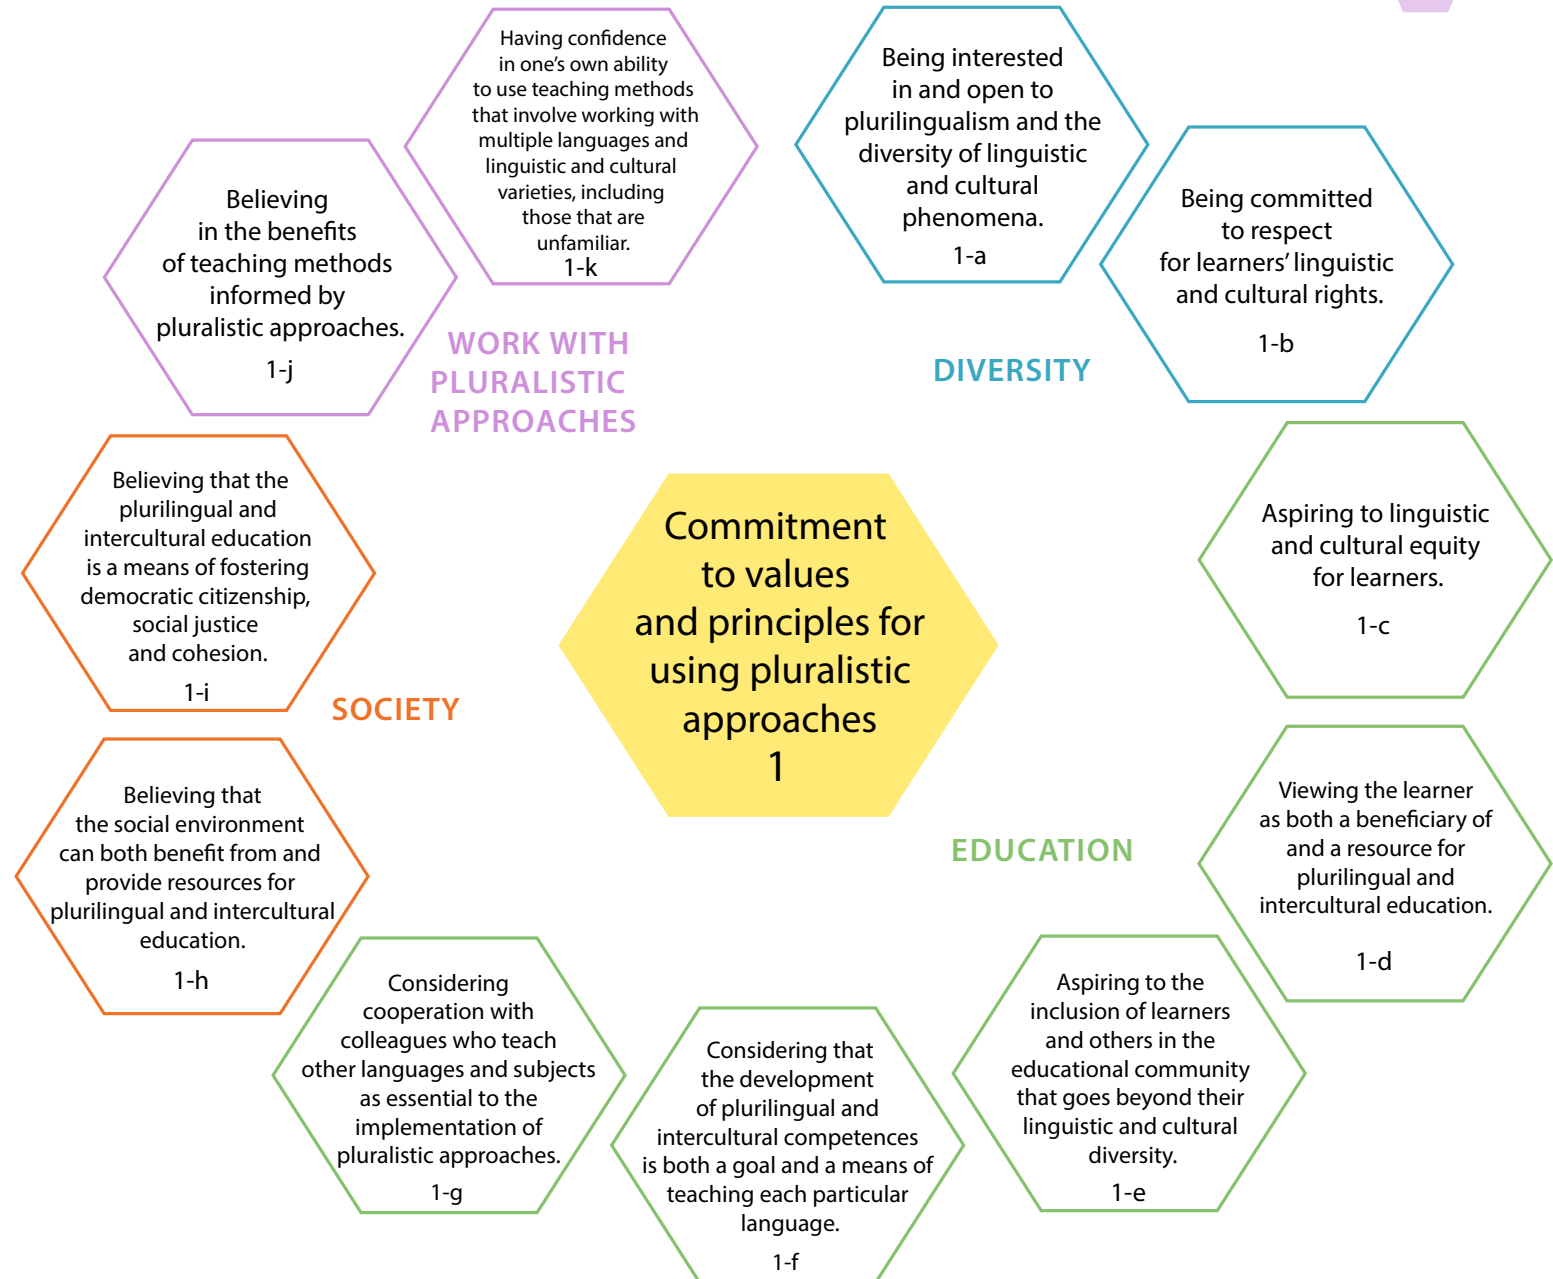 Having confidence
in one’s own ability
to use teaching methods
that involve working with
multiple languages and
linguistic and cultural
varieties, including
those that are
unfamiliar.
1-k
Being interested
in and open to
plurilingualism and the
diversity of linguistic
and cultural
phenomena.
1-a
Being committed
to respect
for learners’ linguistic
and cultural rights.
1-b
Believing
in the benefits
of teaching methods
informed by
pluralistic approaches.
1-j
WORK WITH
PLURALISTIC
APPROACHES
DIVERSITY
Aspiring to linguistic
and cultural equity
for learners.
1-c
Believing that the
plurilingual and
intercultural education
is a means of fostering
democratic citizenship,
social justice
and cohesion.
1-i
SOCIETY
Commitment
to values
and principles for
using pluralistic
approaches
1
EDUCATION
Viewing the learner
as both a beneficiary of
and a resource for
plurilingual and
intercultural education.
1-d
Believing that
the social environment
can both benefit from and
provide resources for
plurilingual and intercultural
education.
1-h
Considering
cooperation with
colleagues who teach
other languages and subjects
as essential to the
implementation of
pluralistic approaches.
1-g
Considering that
the development
of plurilingual and
intercultural competences
is both a goal and a means of
teaching each particular
language.
1-f
Aspiring to the
inclusion of learners
and others in the
educational community
that goes beyond their
linguistic and cultural
diversity.
1-e